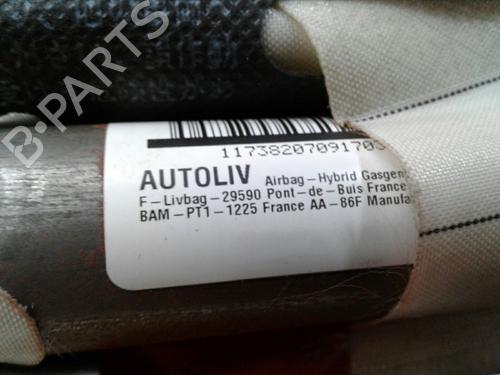 B-PARTS
11738207091703
AUTOLIV Airbag-Hybrid Gasgen
F-Livbag-29590 Pont-de-Buis France
BAM-PT1-1225 France AA-86F Manufa